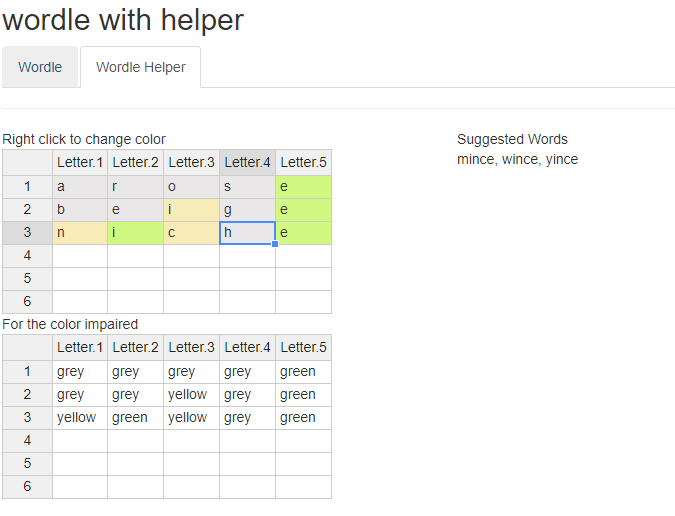 wordle with helper
Wordle Wordle Helper
Right click to change color
Letter.1 Letter.2 Letter.3 Letter.4 Letter.5
1 a r o s e
2 b e i g e
3 n i c h e
4
5
6
For the color impaired
Letter.1 Letter.2 Letter.3 Letter.4 Letter.5
1 grey grey grey grey green
2 grey grey yellow grey green
3 yellow green yellow grey green
4
5
6
Suggested Words
mince, wince, yince